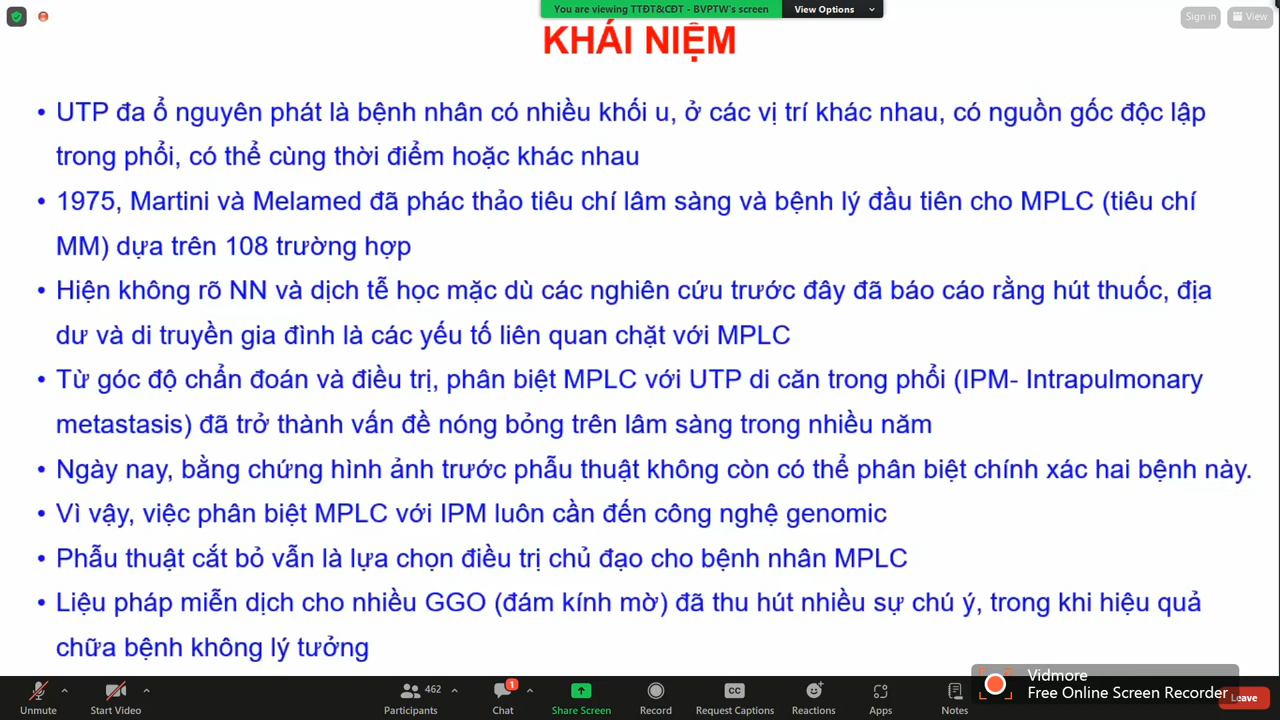 You are viewing TTĐT&CĐT - BVPTW's screen
View Options
Sign in
View
KHÁI NIỆM
• UTP đa ổ nguyên phát là bệnh nhân có nhiều khối u, ở các vị trí khác nhau, có nguồn gốc độc lập
trong phổi, có thể cùng thời điểm hoặc khác nhau
• 1975, Martini và Melamed đã phác thảo tiêu chí lâm sàng và bệnh lý đầu tiên cho MPLC (tiêu chí
MM) dựa trên 108 trường hợp
• Hiện không rõ NN và dịch tễ học mặc dù các nghiên cứu trước đây đã báo cáo rằng hút thuốc, địa
dư và di truyền gia đình là các yếu tố liên quan chặt với MPLC
• Từ góc độ chẩn đoán và điều trị, phân biệt MPLC với UTP di căn trong phổi (IPM- Intrapulmonary
metastasis) đã trở thành vấn đề nóng bỏng trên lâm sàng trong nhiều năm
• Ngày nay, bằng chứng hình ảnh trước phẫu thuật không còn có thể phân biệt chính xác hai bệnh này.
• Vì vậy, việc phân biệt MPLC với IPM luôn cần đến công nghệ genomic
• Phẫu thuật cắt bỏ vẫn là lựa chọn điều trị chủ đạo cho bệnh nhân MPLC
• Liệu pháp miễn dịch cho nhiều GGO (đám kính mờ) đã thu hút nhiều sự chú ý, trong khi hiệu quả
chữa bệnh không lý tưởng
Vidmore
Free Online Screen Recorder
Unmute
Start Video
462
Participants
1
Chat
Share Screen
Record
CC
Request Captions
Reactions
Apps
Notes
Leave